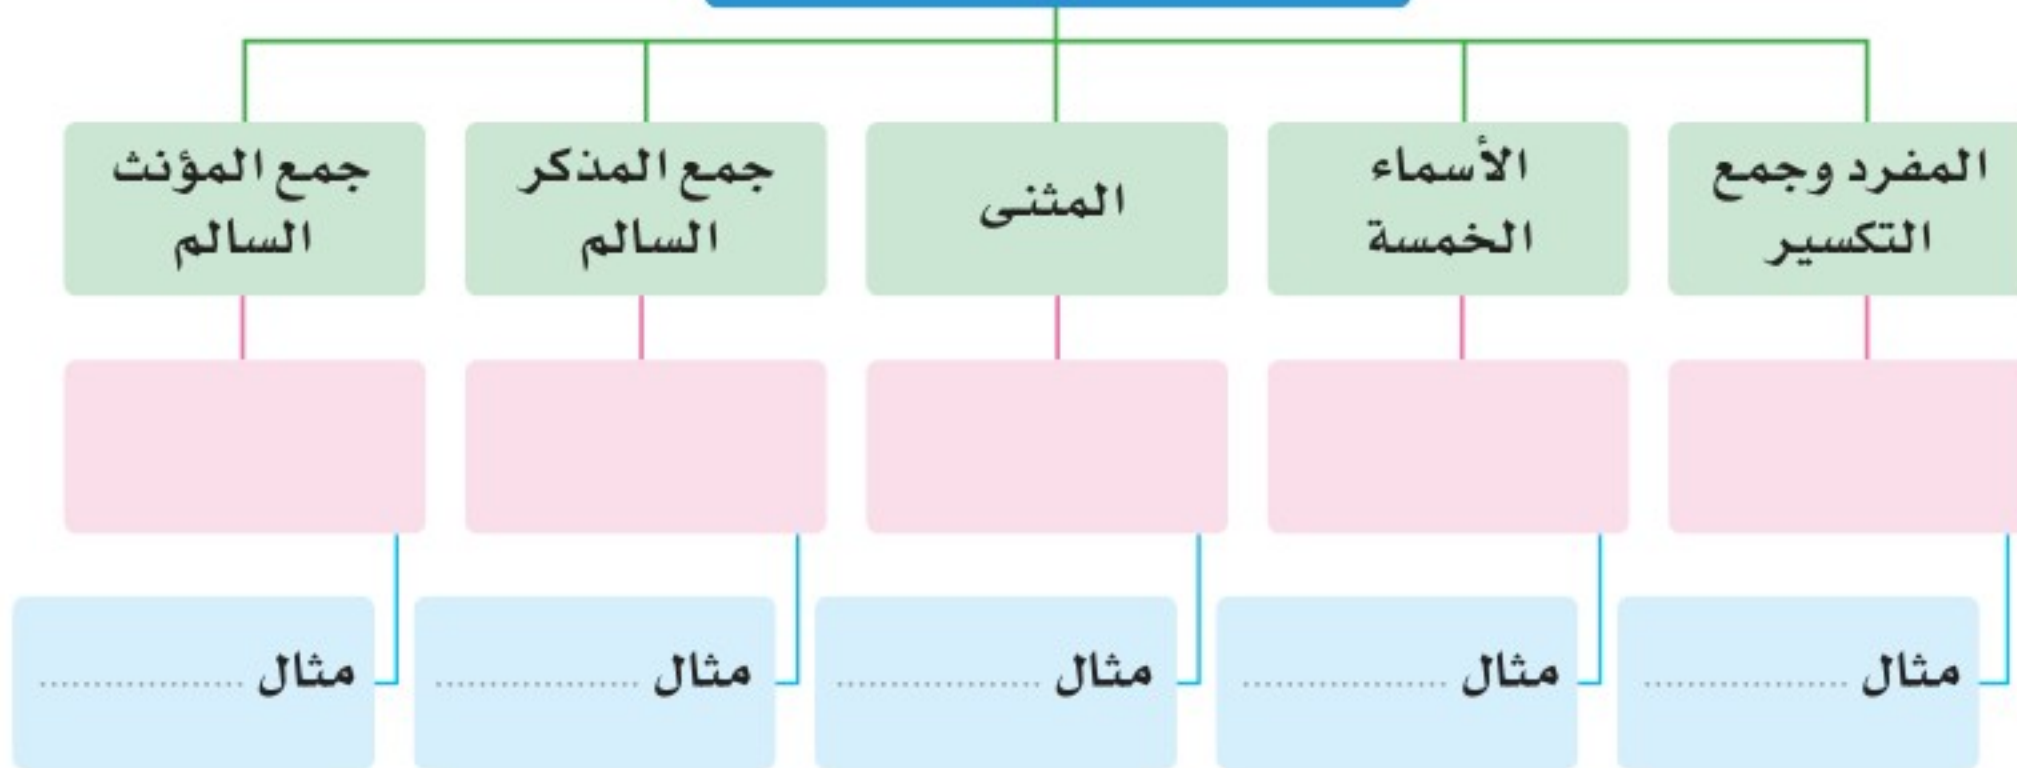 المفرد وجمع
التكسير
الأسماء
الخمسة
المثنى
جمع المذكر
السالم
جمع المؤنث
السالم
مثال ..................
مثال ..................
مثال ..................
مثال ..................
مثال ..................